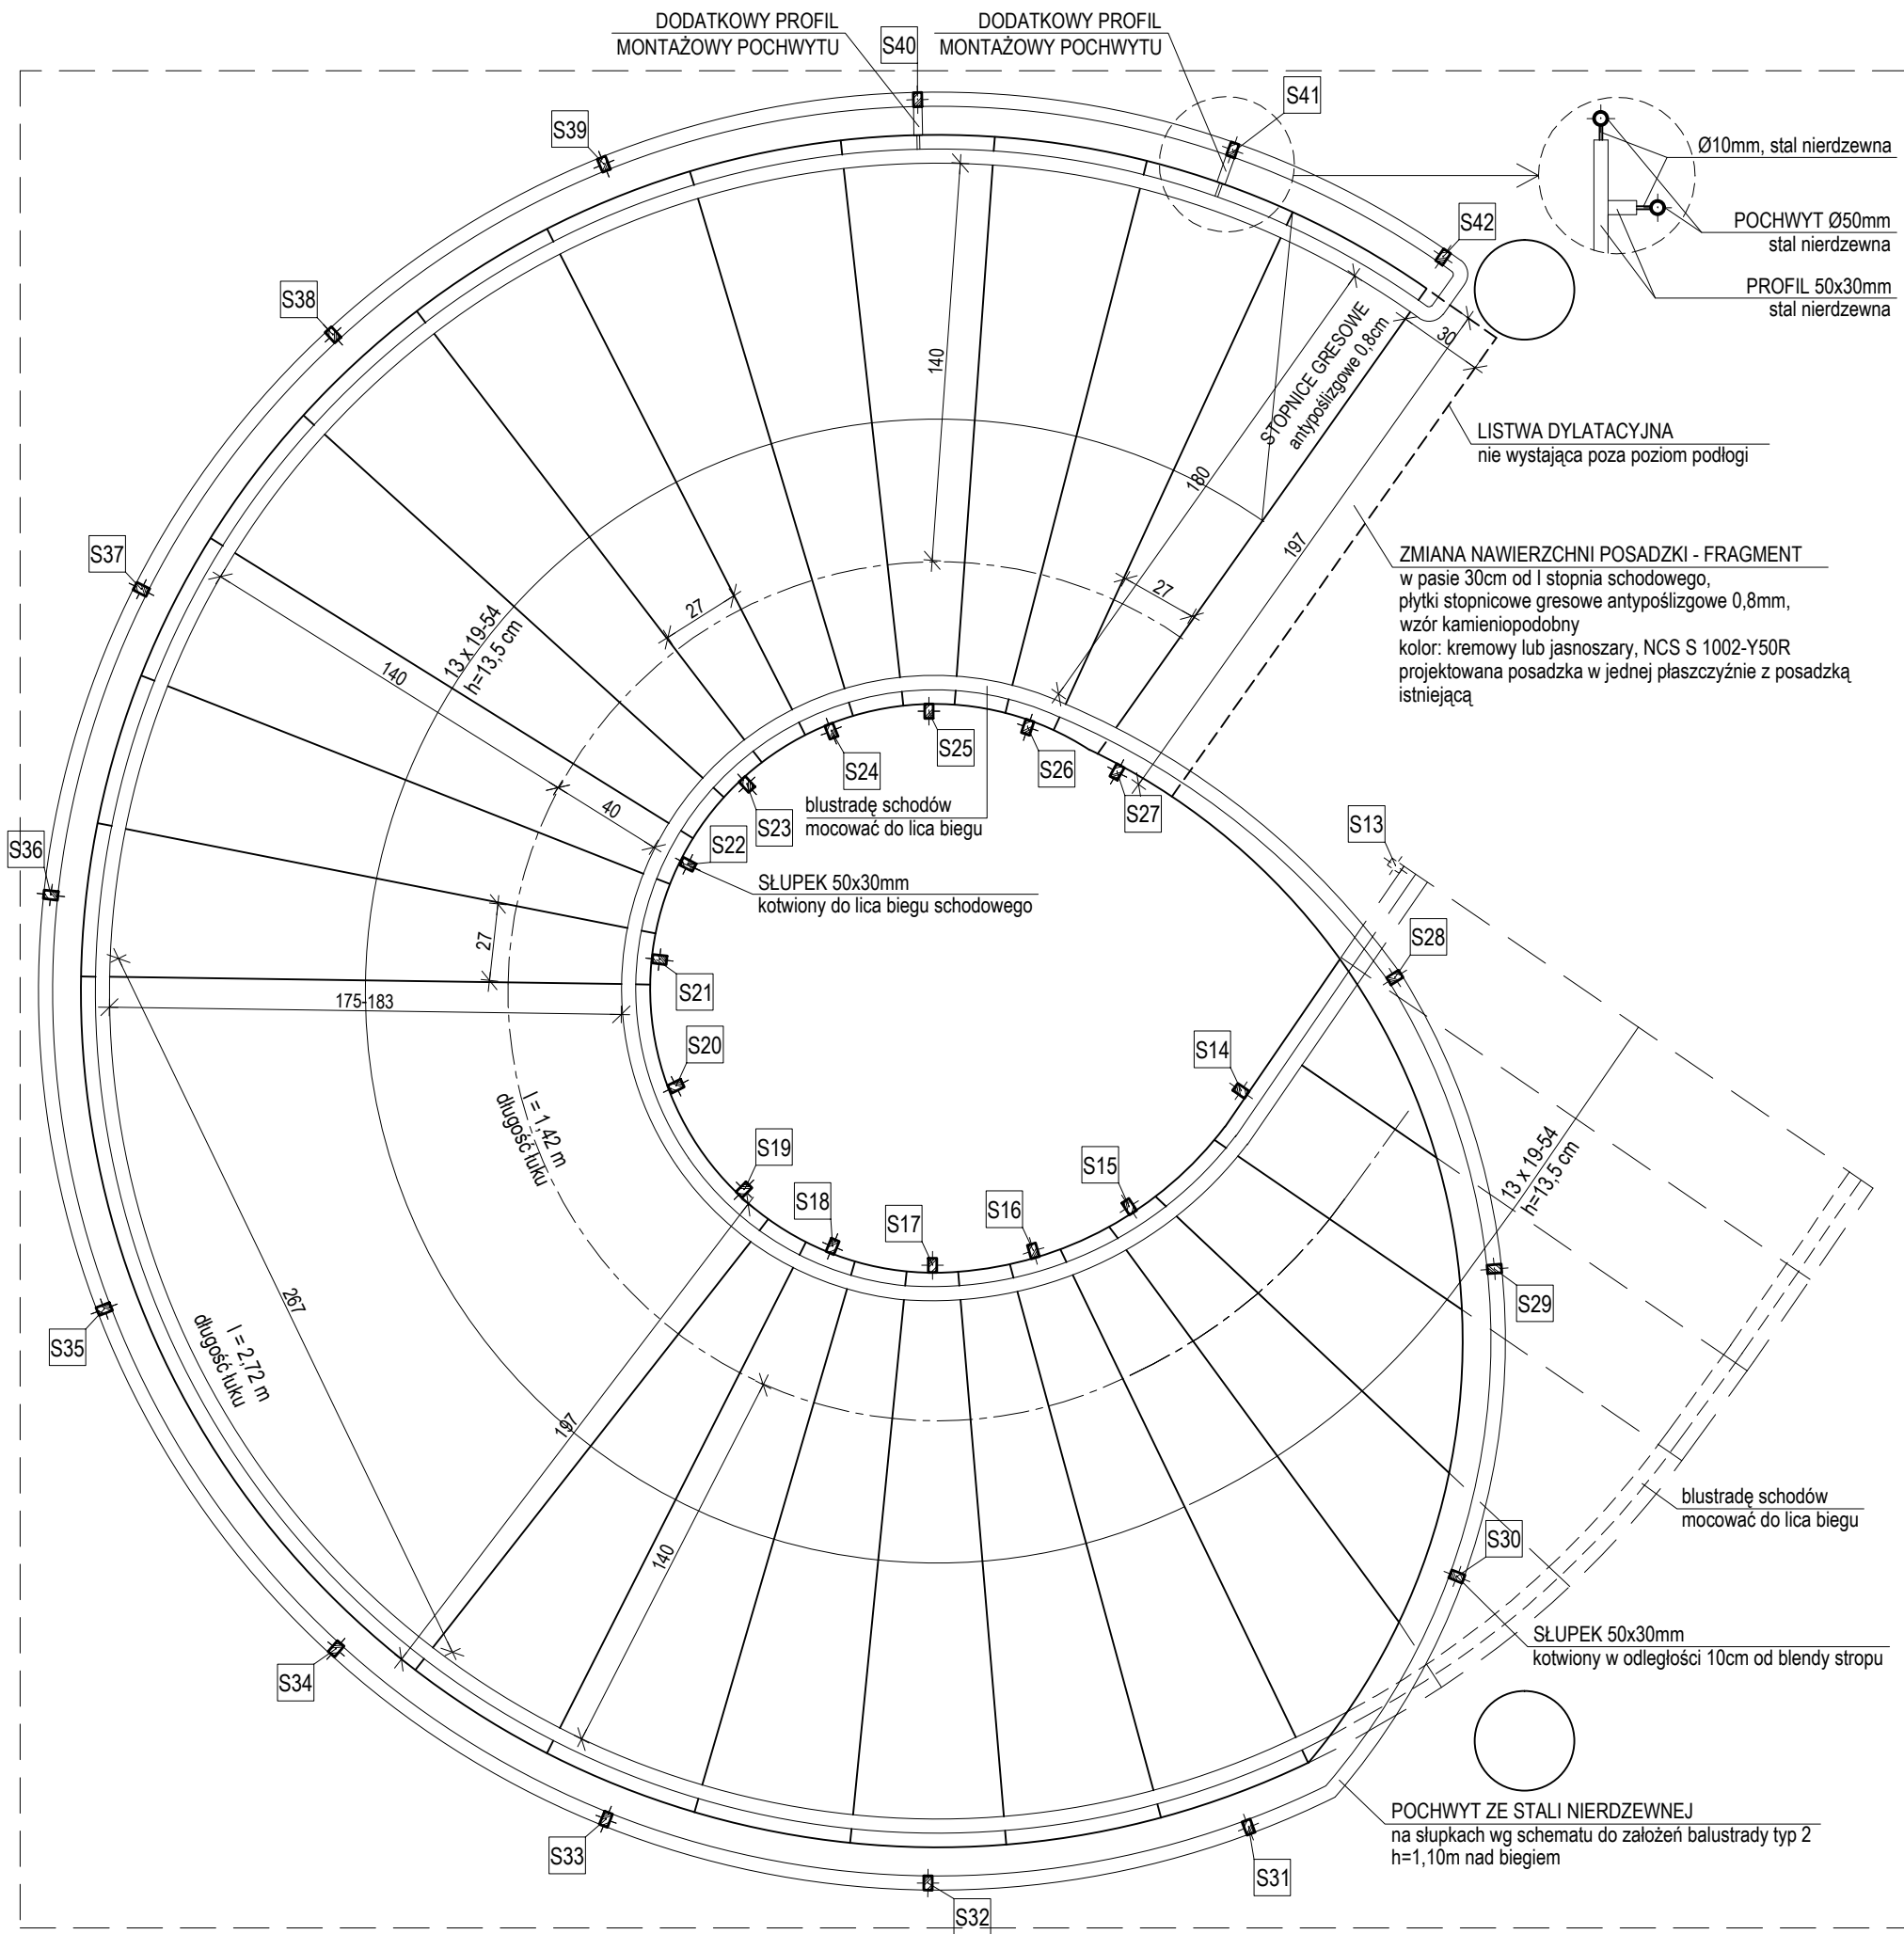 DODATKOWY PROFIL
MONTAŻOWY POCHWYTU
S40
DODATKOWY PROFIL
MONTAŻOWY POCHWYTU
S41
S39
Ø10mm, stal nierdzewna
POCHWYT Ø50mm
stal nierdzewna
PROFIL 50x30mm
stal nierdzewna
S42
S38
140
STOPNICE GRESOWE
antypoślizgowe 0,8cm
30
180
197
LISTWA DYLATACYJNA
nie wystająca poza poziom podłogi
S37
ZMIANA NAWIERZCHNI POSADZKI - FRAGMENT
w pasie 30cm od I stopnia schodowego,
płytki stopnicowe gresowe antypoślizgowe 0,8mm,
wzór kamieniopodobny
kolor: kremowy lub jasnoszary, NCS S 1002-Y50R
projektowana posadzka w jednej płaszczyźnie z posadzką
istniejącą
27
27
13 x 19-54
h=13,5 cm
140
40
S24
S25
S26
S27
S23
S22
blustradę schodów
mocować do lica biegu
S13
S36
SŁUPEK 50x30mm
kotwiony do lica biegu schodowego
27
S28
175-183
S21
S20
S14
l = 1,42 m
długość łuku
S19
S18
S17
S16
S15
13 x 19-54
h=13,5 cm
S29
267
S35
l = 2,72 m
długość łuku
197
140
blustradę schodów
mocować do lica biegu
S30
SŁUPEK 50x30mm
kotwiony w odległości 10cm od blendy stropu
S34
POCHWYT ZE STALI NIERDZEWNEJ
na słupkach wg schematu do założeń balustrady typ 2
h=1,10m nad biegiem
S33
S31
S32